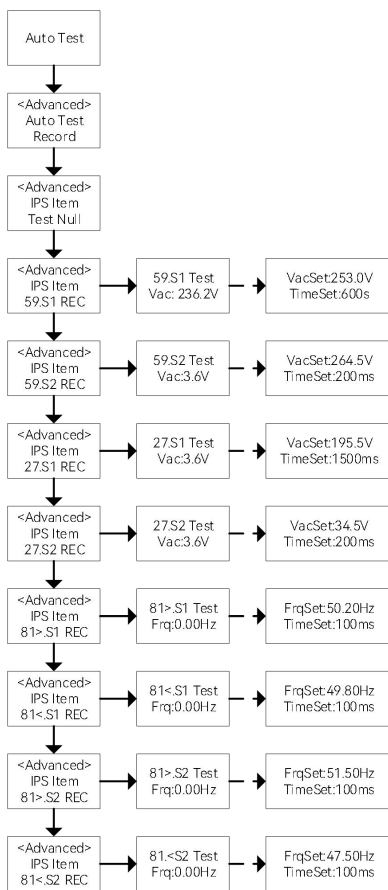 Auto Test
<Advanced>
Auto Test
Record
<Advanced>
IPS Item
Test Null
<Advanced>
IPS Item
59.S1 REC
59.S1 Test
Vac: 236.2V
VacSet:253.0V
TimeSet:600s
<Advanced>
IPS Item
59.S2 REC
59.S2 Test
Vac:3.6V
VacSet:264.5V
TimeSet:200ms
<Advanced>
IPS Item
27.S1 REC
27.S1 Test
Vac:3.6V
VacSet:195.5V
TimeSet:1500ms
<Advanced>
IPS Item
27.S2 REC
27.S2 Test
Vac:3.6V
VacSet:34.5V
TimeSet:200ms
<Advanced>
IPS Item
81>.S1 REC
81>.S1 Test
Frq:0.00Hz
FrqSet:50.20Hz
TimeSet:100ms
<Advanced>
IPS Item
81<.S1 REC
81<.S1 Test
Frq:0.00Hz
FrqSet:49.80Hz
TimeSet:100ms
<Advanced>
IPS Item
81>.S2 REC
81>.S2 Test
Frq:0.00Hz
FrqSet:51.50Hz
TimeSet:100ms
<Advanced>
IPS Item
81<.S2 REC
81.<S2 Test
Frq:0.00Hz
FrqSet:47.50Hz
TimeSet:100ms